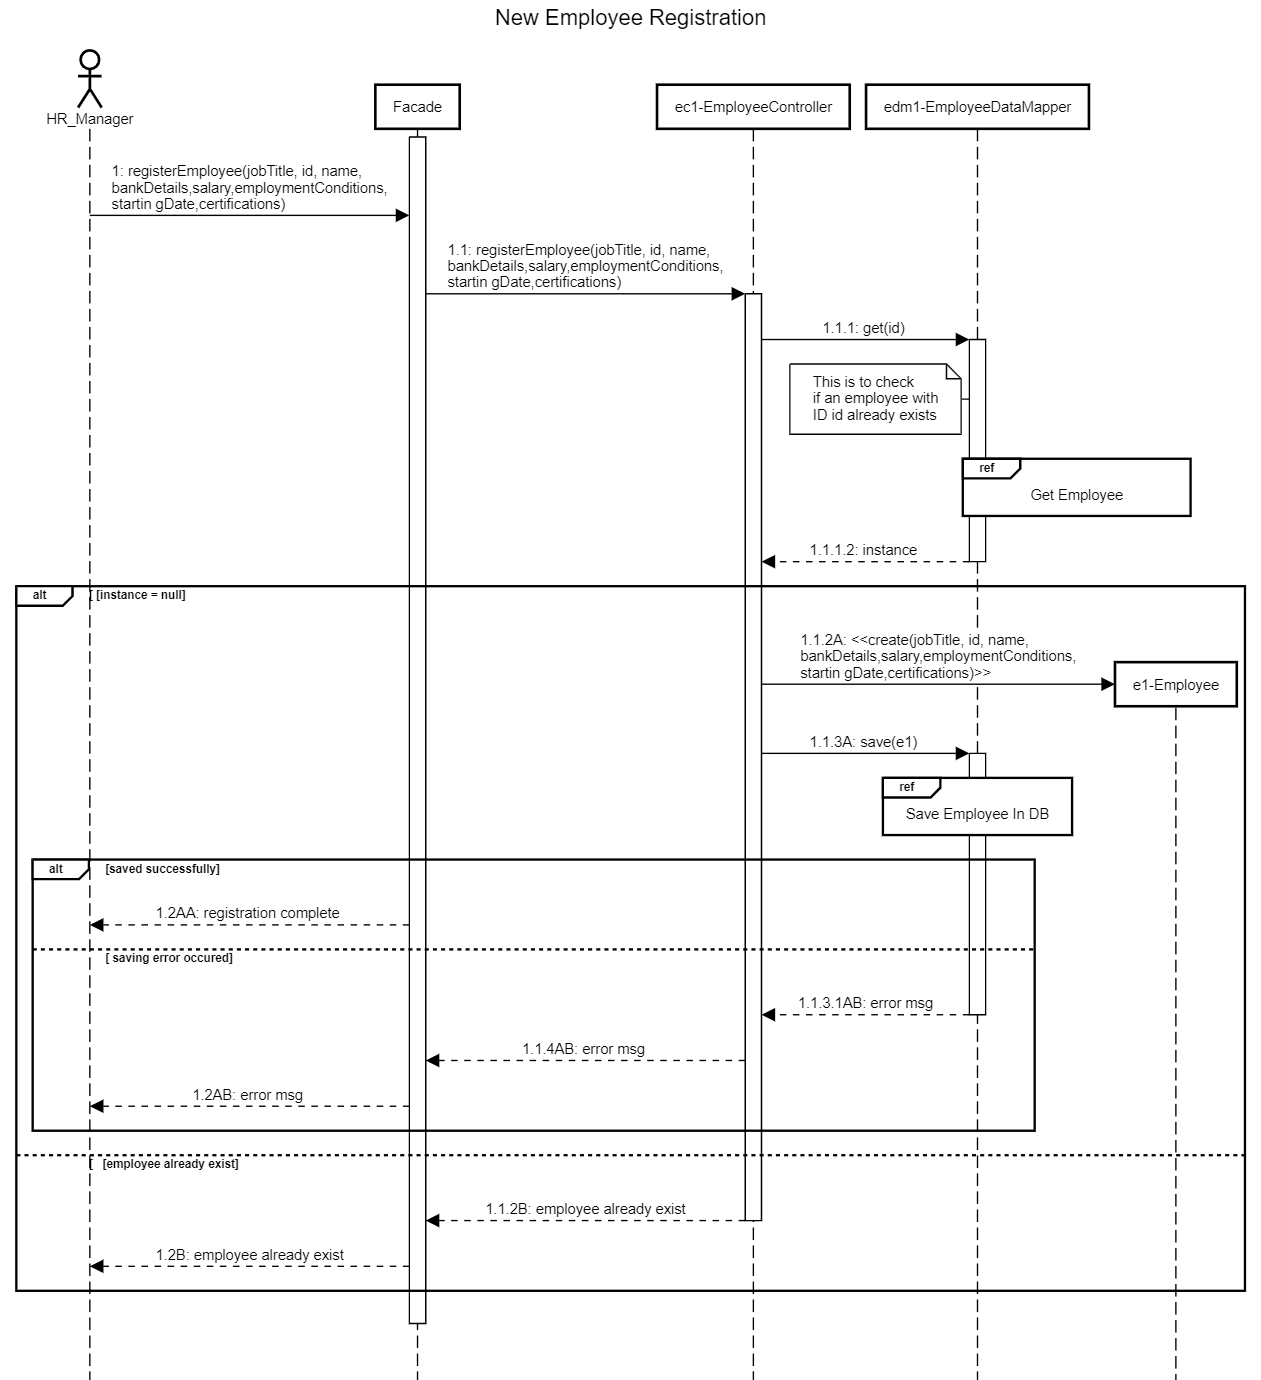 New Employee Registration
HR_Manager
Facade
ec1-EmployeeController
edm1-EmployeeDataMapper
1: registerEmployee(jobTitle, id, name,
bankDetails,salary,employmentConditions,
startin gDate,certifications)
1.1: registerEmployee(jobTitle, id, name,
bankDetails,salary,employmentConditions,
startin gDate,certifications)
1.1.1: get(id)
This is to check
if an employee with
ID id already exists
ref
Get Employee
1.1.1.2: instance
alt
[ [instance = null]
1.1.2A: <<create(jobTitle, id, name,
bankDetails,salary,employmentConditions,
startin gDate,certifications)>>
e1-Employee
1.1.3A: save(e1)
ref
Save Employee In DB
alt
[saved successfully]
1.2AA: registration complete
[ saving error occured]
1.1.3.1AB: error msg
1.1.4AB: error msg
1.2AB: error msg
[ [employee already exist]
1.1.2B: employee already exist
1.2B: employee already exist